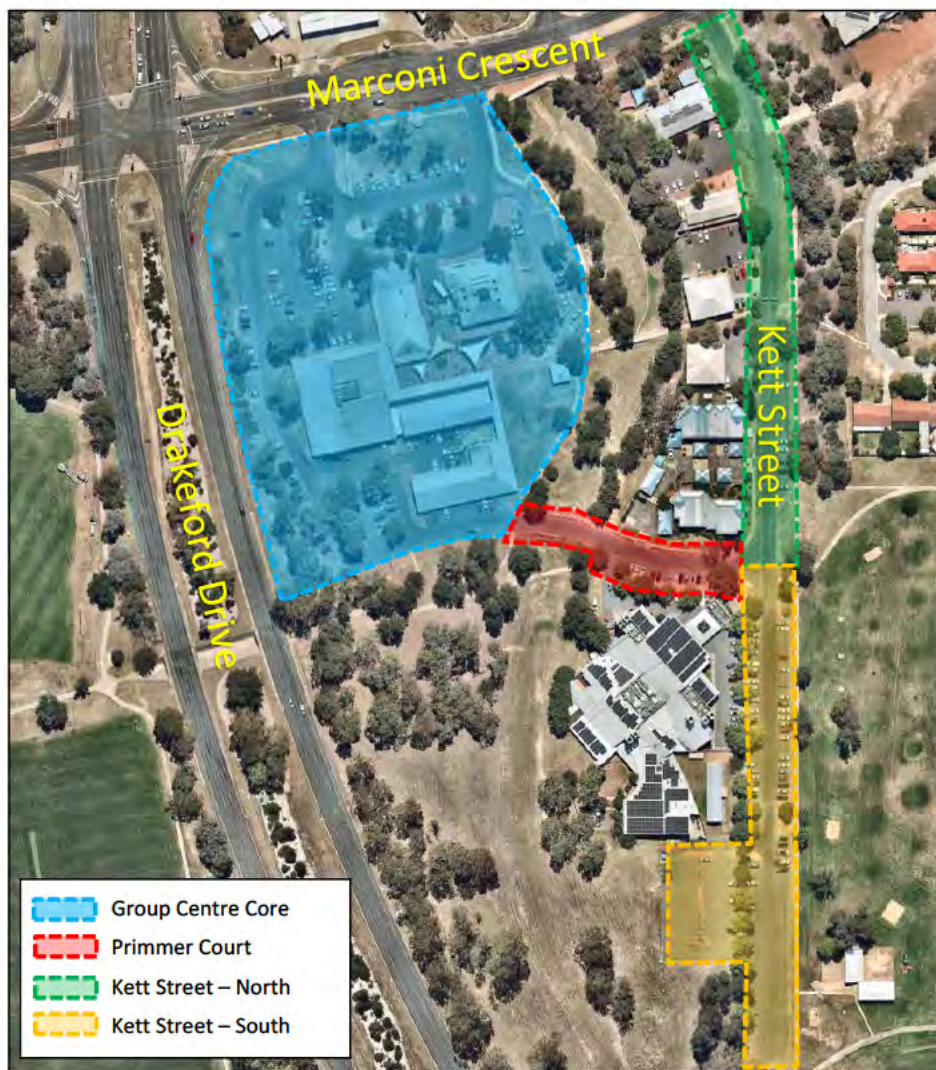 Marconi Crescent
Kett Street
Drakeford Drive
Group Centre Core
Primmer Court
Kett Street – North
Kett Street – South